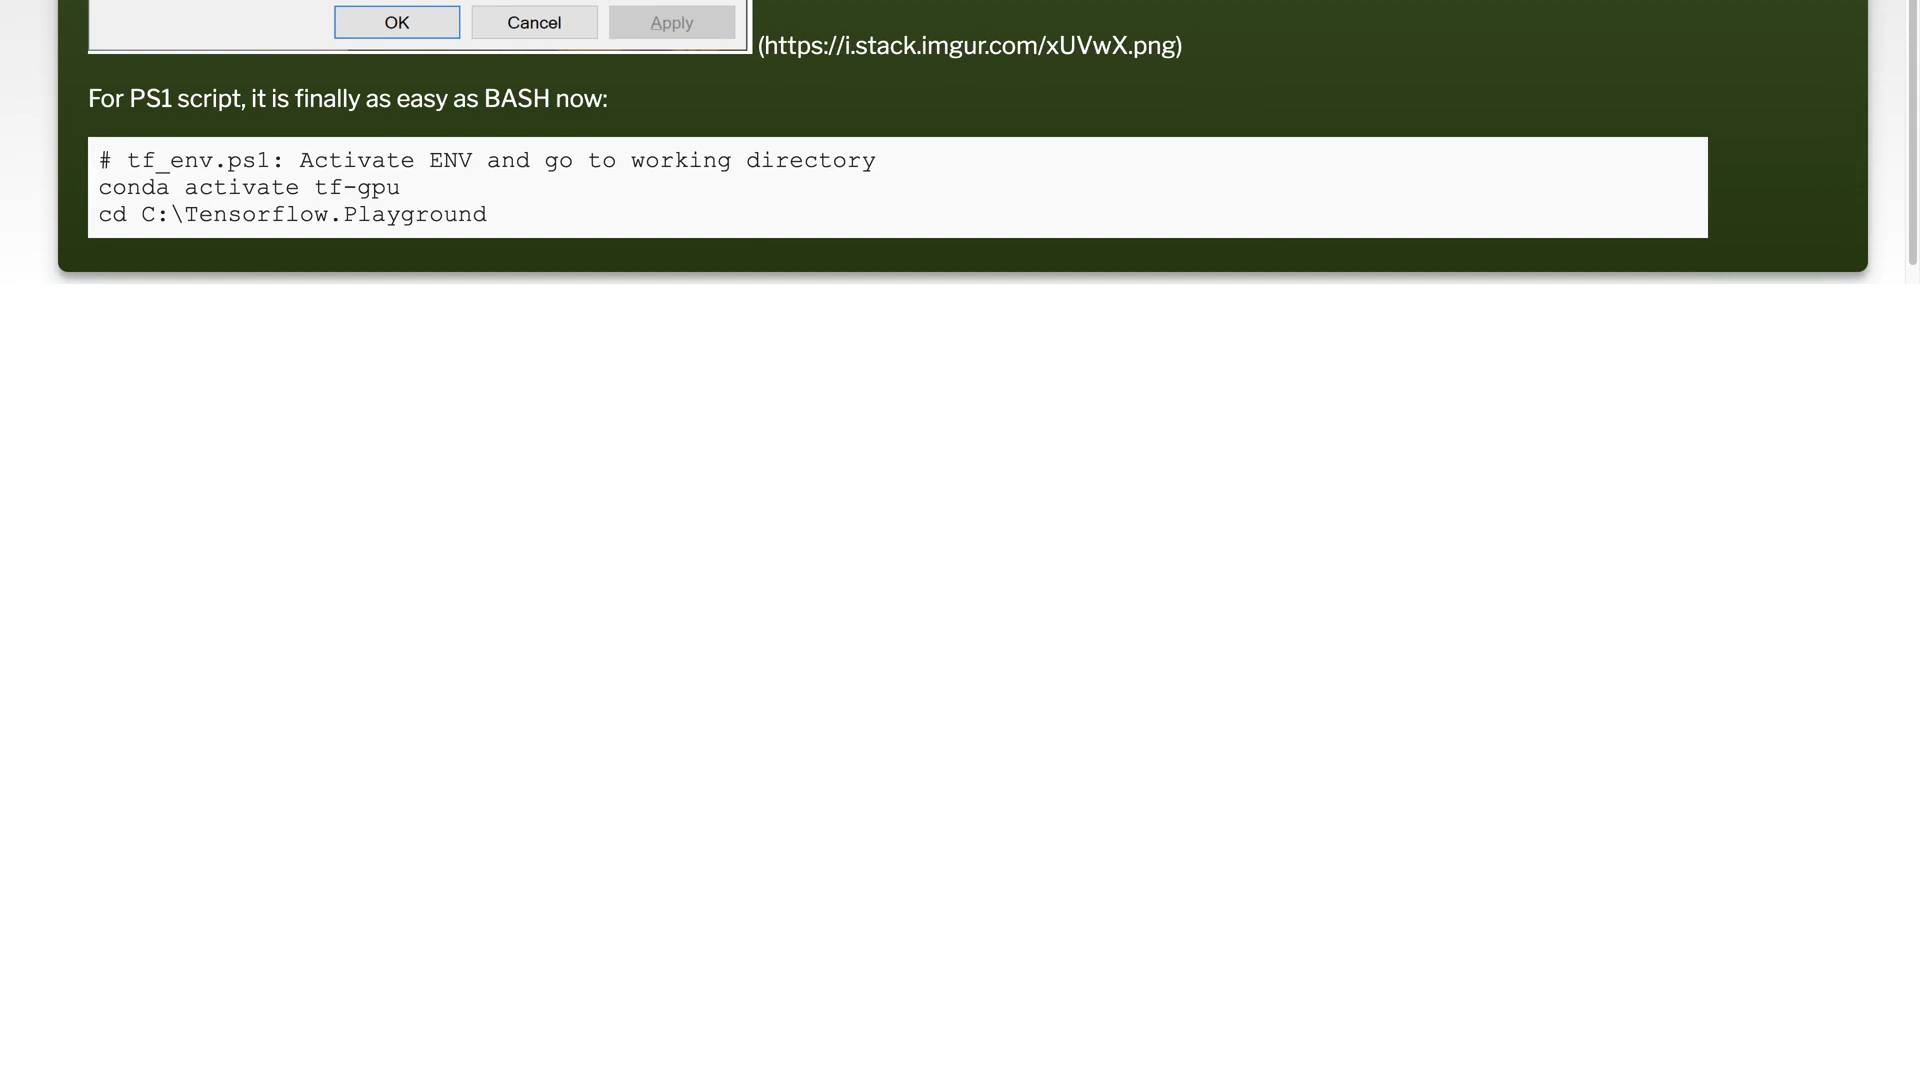 OK Cancel Apply
(https://i.stack.imgur.com/xUVwX.png)
For PS1 script, it is finally as easy as BASH now:
# tf_env.ps1: Activate ENV and go to working directory
conda activate tf-gpu
cd C:\Tensorflow.Playground